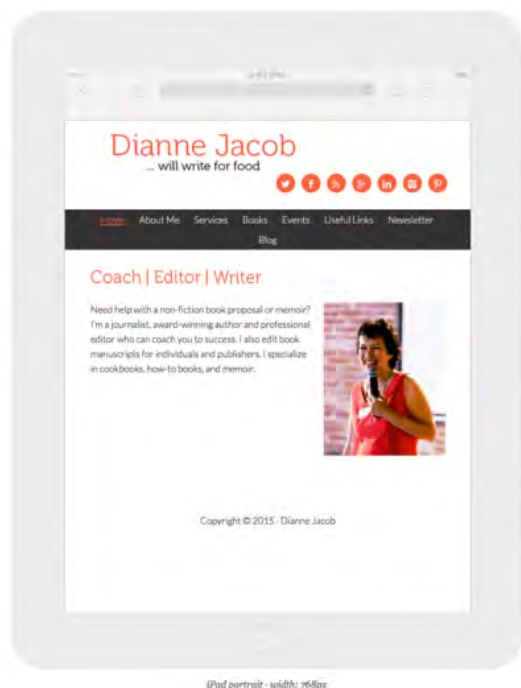 Dianne Jacob
... will write for food
Home About Me Services Books Events Useful Links Newsletter
Blog
Coach | Editor | Writer
Need help with a non-fiction book proposal or memoir?
I'm a journalist, award-winning author and professional
editor who can coach you to success. I also edit book
manuscripts for individuals and publishers. I specialize
in cookbooks, how-to books, and memoir.
Copyright © 2015 · Dianne Jacob
iPad portrait · width: 768px